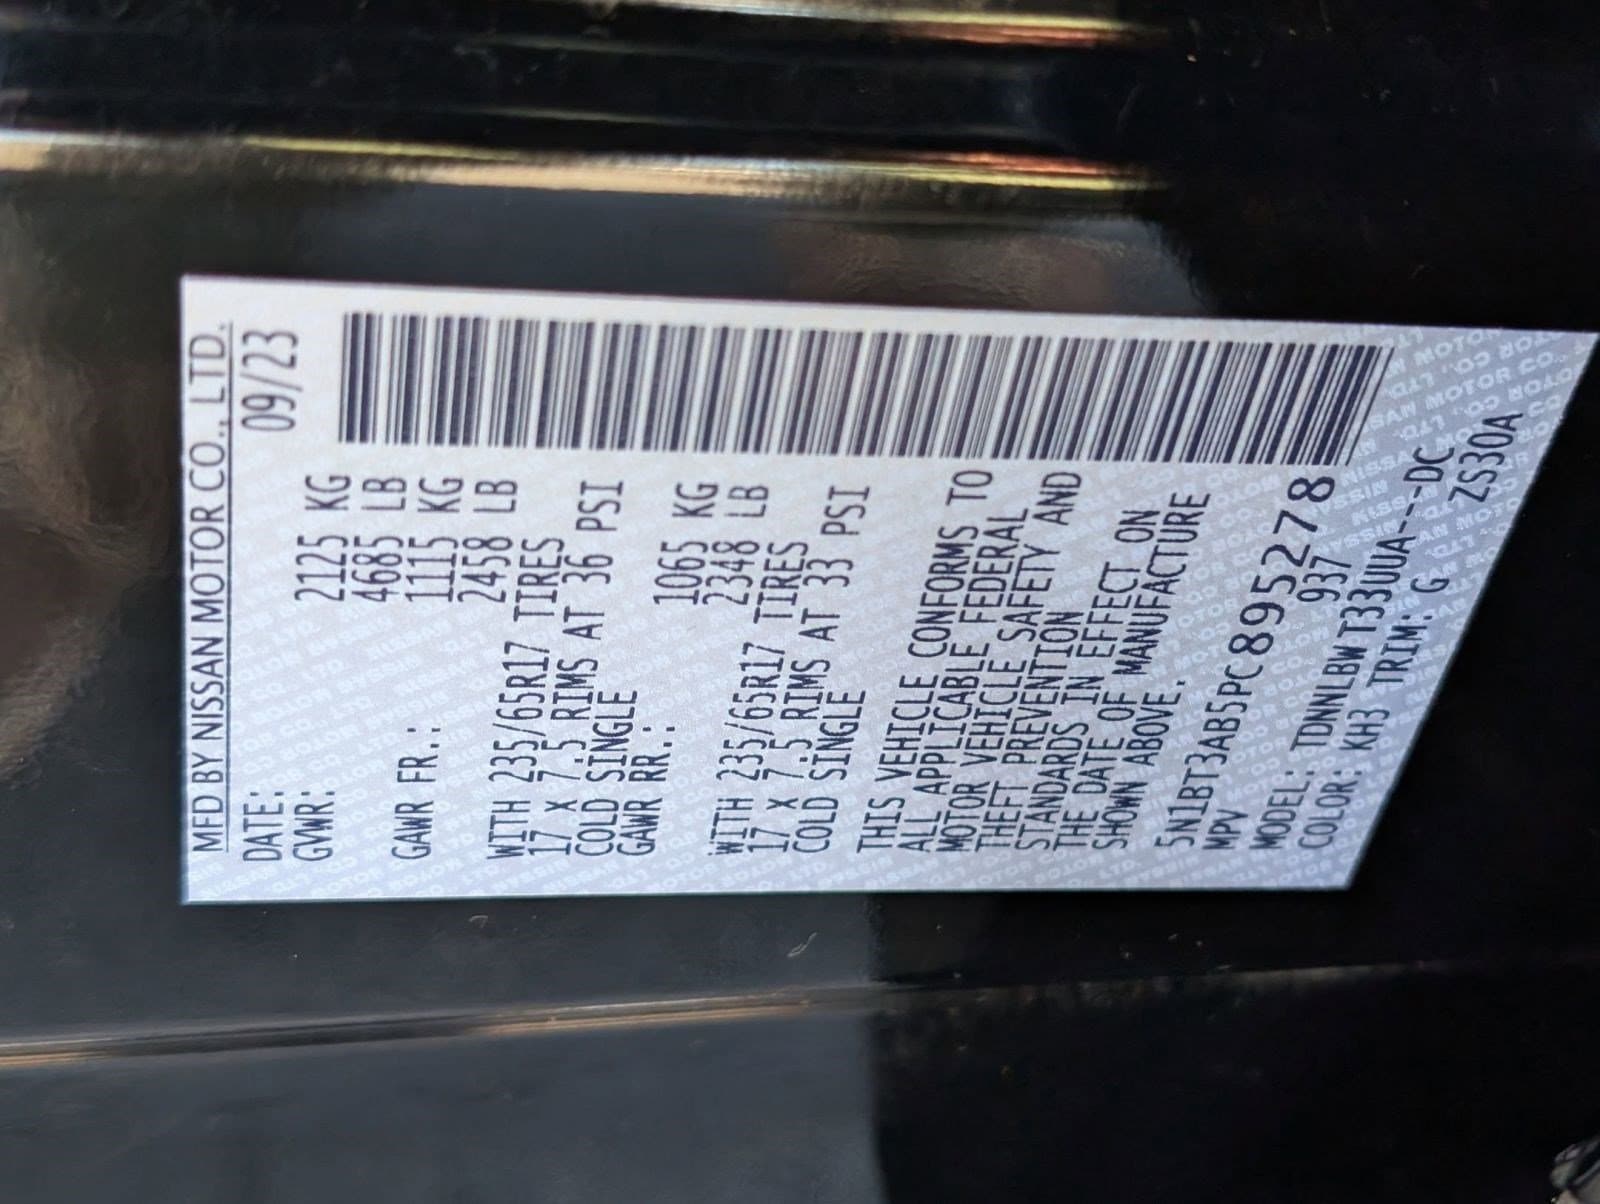 MFD BY NISSAN MOTOR CO., LTD.
DATE: 09/23
GVWR: 2125 KG
4685 LB
GAWR FR.: 1115 KG
2458 LB
WITH 235/65R17 TIRES
17 X 7.5 RIMS AT 36 PSI
COLD SINGLE
GAWR RR.: 1065 KG
2348 LB
WITH 235/65R17 TIRES
17 X 7.5 RIMS AT 33 PSI
COLD SINGLE
THIS VEHICLE CONFORMS TO
ALL APPLICABLE FEDERAL
MOTOR VEHICLE SAFETY AND
THEFT PREVENTION
STANDARDS IN EFFECT ON
THE DATE OF MANUFACTURE
SHOWN ABOVE.
5N1BT3AB5PC895278
MPV 937
MODEL: TDNNLBWT33UUA---DC
COLOR: KH3 TRIM: G ZS30A